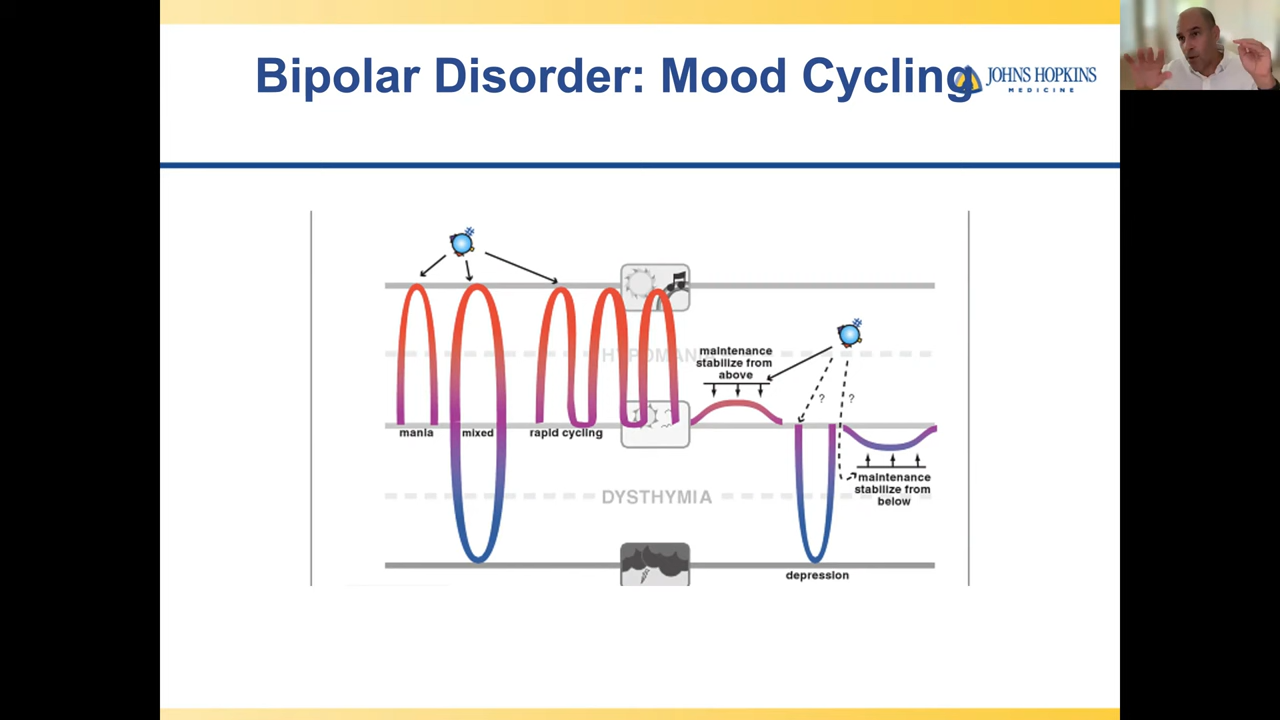 Bipolar Disorder: Mood Cycling
JOHNS HOPKINS
MEDICINE
HYPOMAN
maintenance
stabilize from
above
?
?
mania
mixed
rapid cycling
maintenance
stabilize from
below
DYSTHYMIA
depression